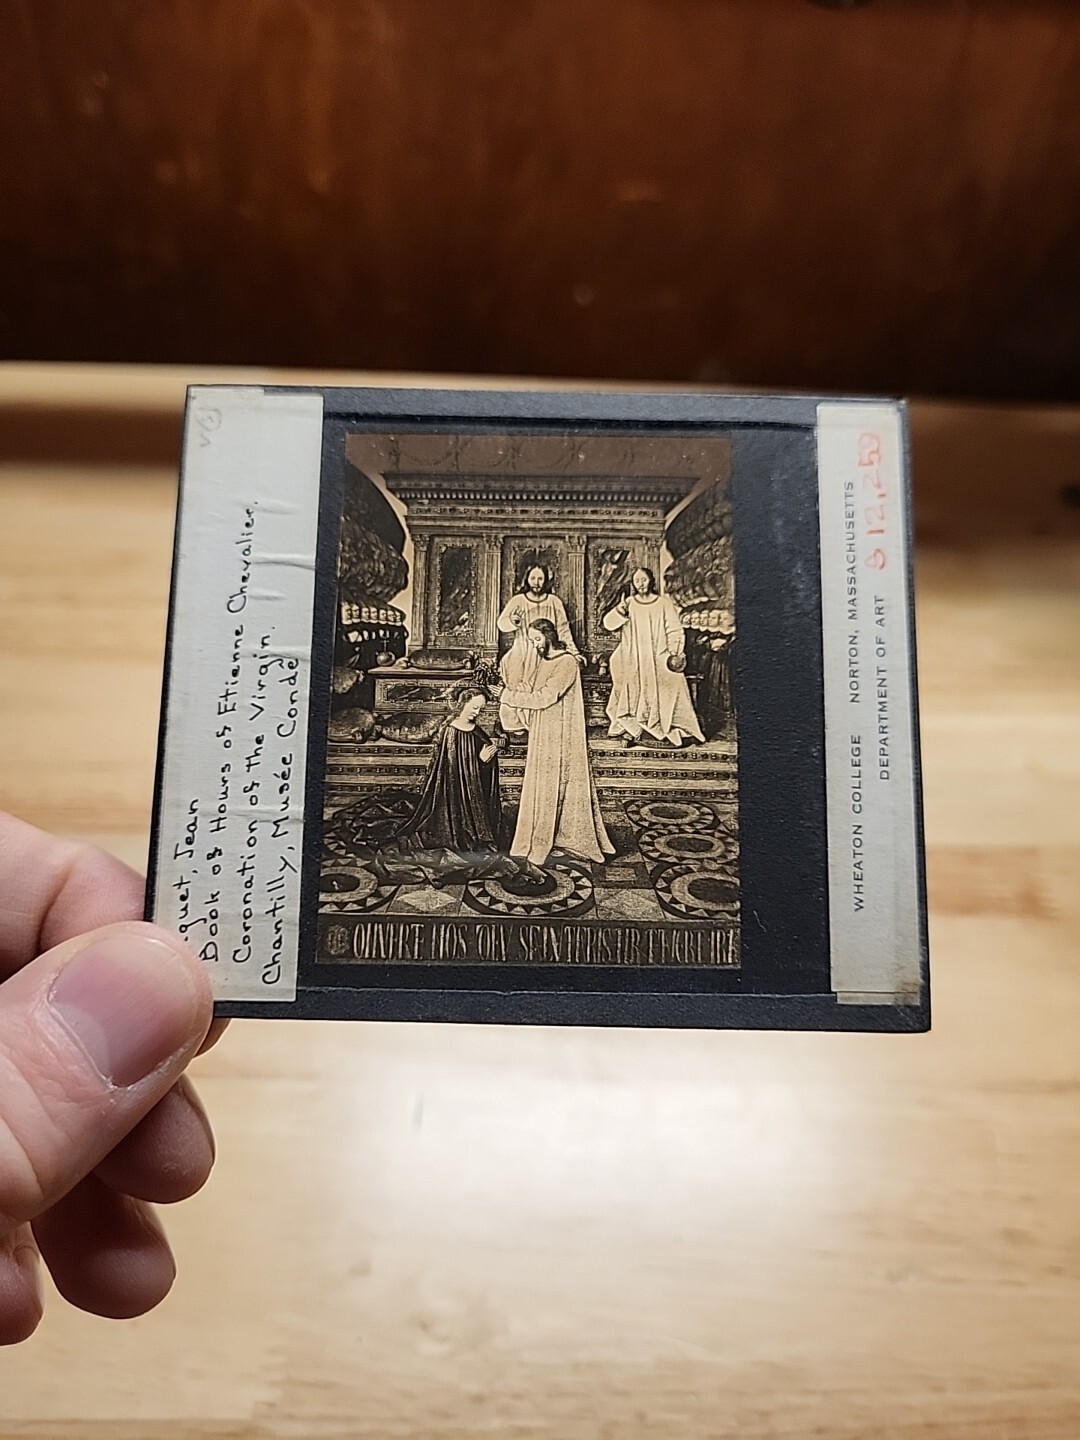 quet, Jean
Book of Hours of Etienne Chevalier.
Coronation of the Virgin.
Chantilly, Musée Condé
WHEATON COLLEGE NORTON, MASSACHUSETTS
DEPARTMENT OF ART S 12,259